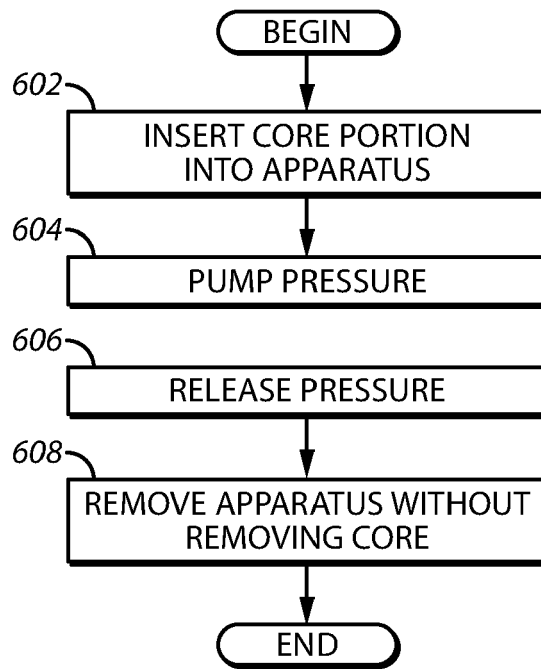 BEGIN
602
INSERT CORE PORTION
INTO APPARATUS
604
PUMP PRESSURE
606
RELEASE PRESSURE
608
REMOVE APPARATUS WITHOUT
REMOVING CORE
END